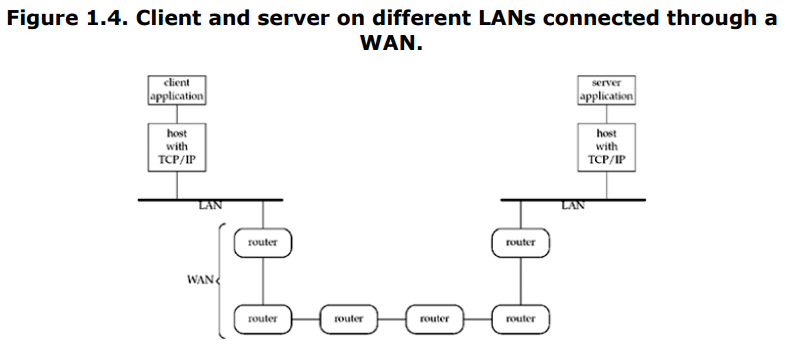 Figure 1.4. Client and server on different LANs connected through a
WAN.
client
application
server
application
host
with
TCP/IP
host
with
TCP/IP
LAN
LAN
router
router
WAN
router
router
router
router